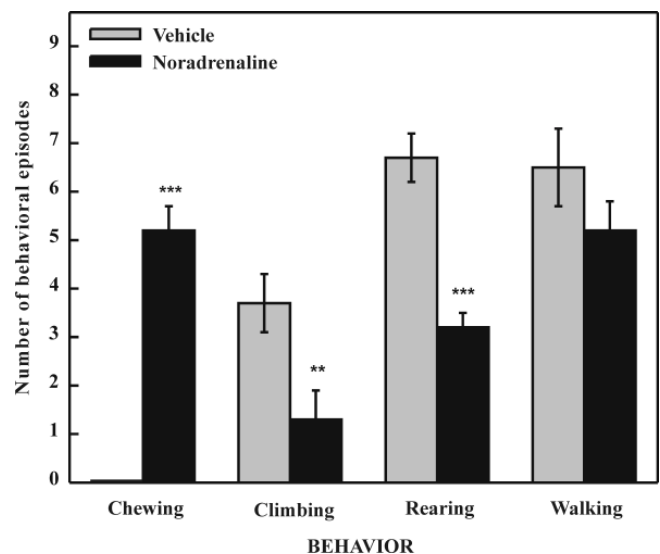 Vehicle
Noradrenaline
Number of behavioral episodes
9
8
7
6
5
4
3
2
1
0
***
**
***
Chewing
Climbing
Rearing
Walking
BEHAVIOR